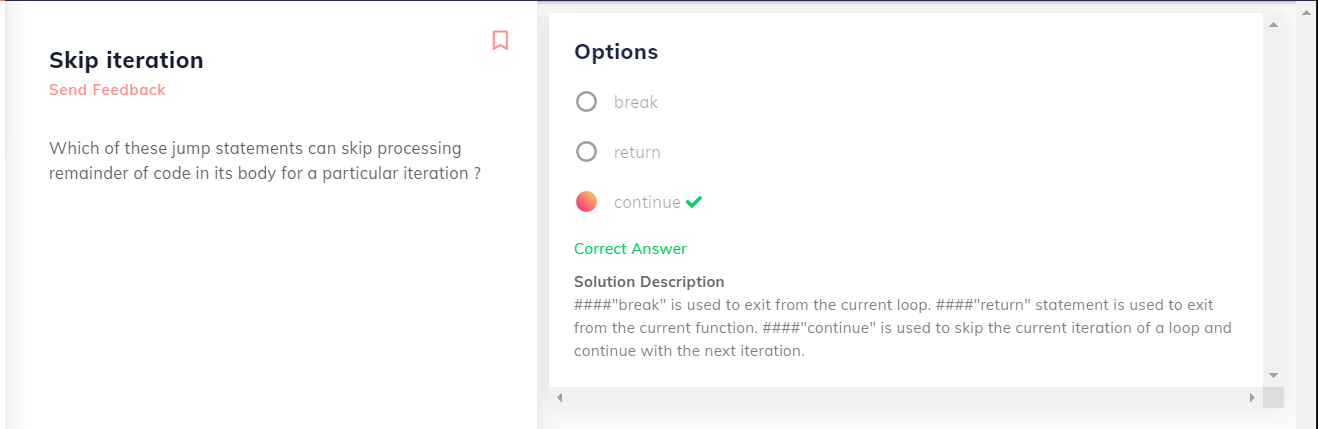 Skip iteration
Send Feedback
Which of these jump statements can skip processing
remainder of code in its body for a particular iteration ?
Options
break
return
continue
Correct Answer
Solution Description
####"break" is used to exit from the current loop. ####"return" statement is used to exit
from the current function. ####"continue" is used to skip the current iteration of a loop and
continue with the next iteration.